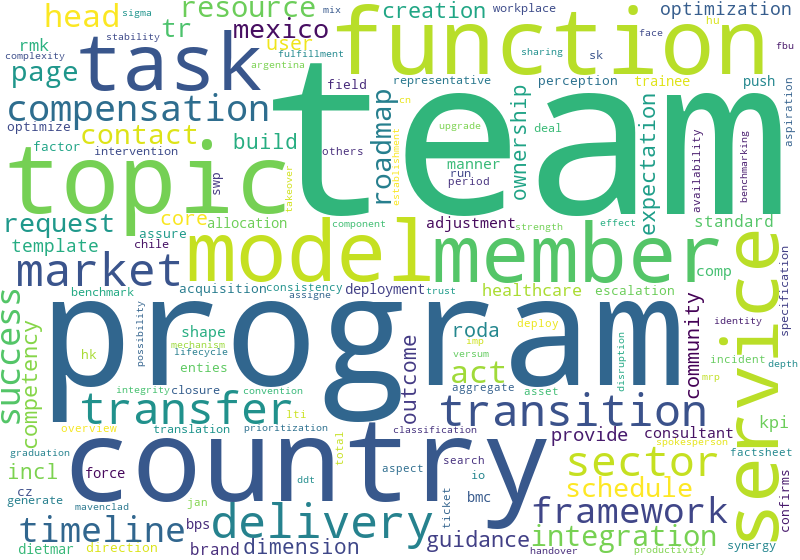 sigma
mix
workplace
hu
resource
creation
optimization
head
tr
mexico
stability
fulfillment
sharing
face
fbu
rmk
user
complexity
argentina
sk
page
task
function
team
field
representative
perception
trainee
push
aspiration
compensation
cn
roadmap
ownership
expectation
optimize
contact
upgrade
deal
factor
build
others
manner
availability
benchmarking
intervention
topic
swp
takeover
establishment
run
period
request
core
allocation
adjustment
standard
template
assure
component
strength
effect
chile
model
member
comp
market
acquisition
consistency
deployment
healthcare
escalation
service
specification
benchmark
assigne
trust
success
competency
hk
possibility
shape
mechanism
lifecycle
enties
program
roda
versum
deploy
imp
community
identity
incident
depth
disruption
mrp
act
outcome
aggregate
asset
integrity
closure
convention
lti
productivity
transfer
transition
kpi
graduation
overview
translation
prioritization
classification
provide
consultant
spokesperson
factsheet
incl
force
country
total
aspect
search
io
sector
confirms
cz
generate
mavenclad
ddt
ticket
bmc
schedule
jan
timeline
bps
delivery
framework
synergy
dietmar
direction
brand
dimension
guidance
handover
integration